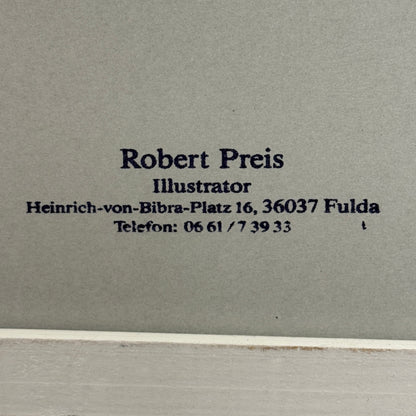 Robert Preis
Illustrator
Heinrich-von-Bibra-Platz 16, 36037 Fulda
Telefon: 06 61 / 7 39 33